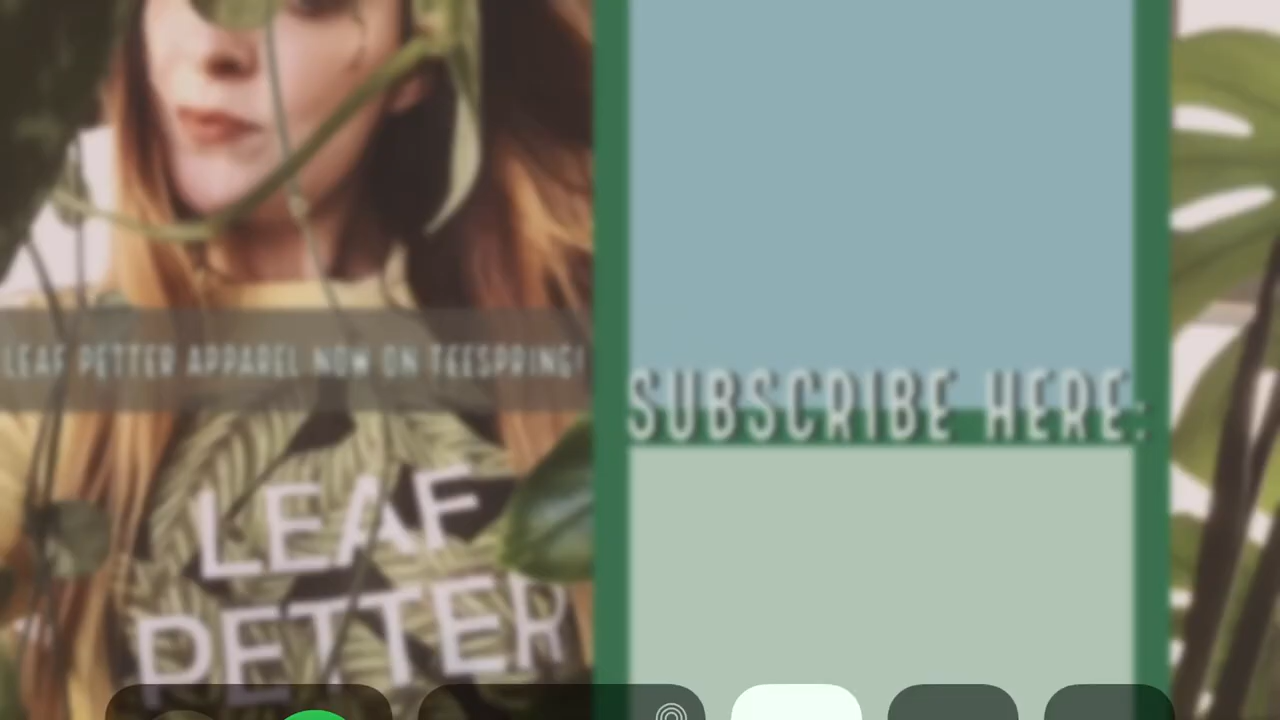 LEAF PETTER APPAREL NOW ON TEESPRING!
SUBSCRIBE HERE:
LEAF
PETTER